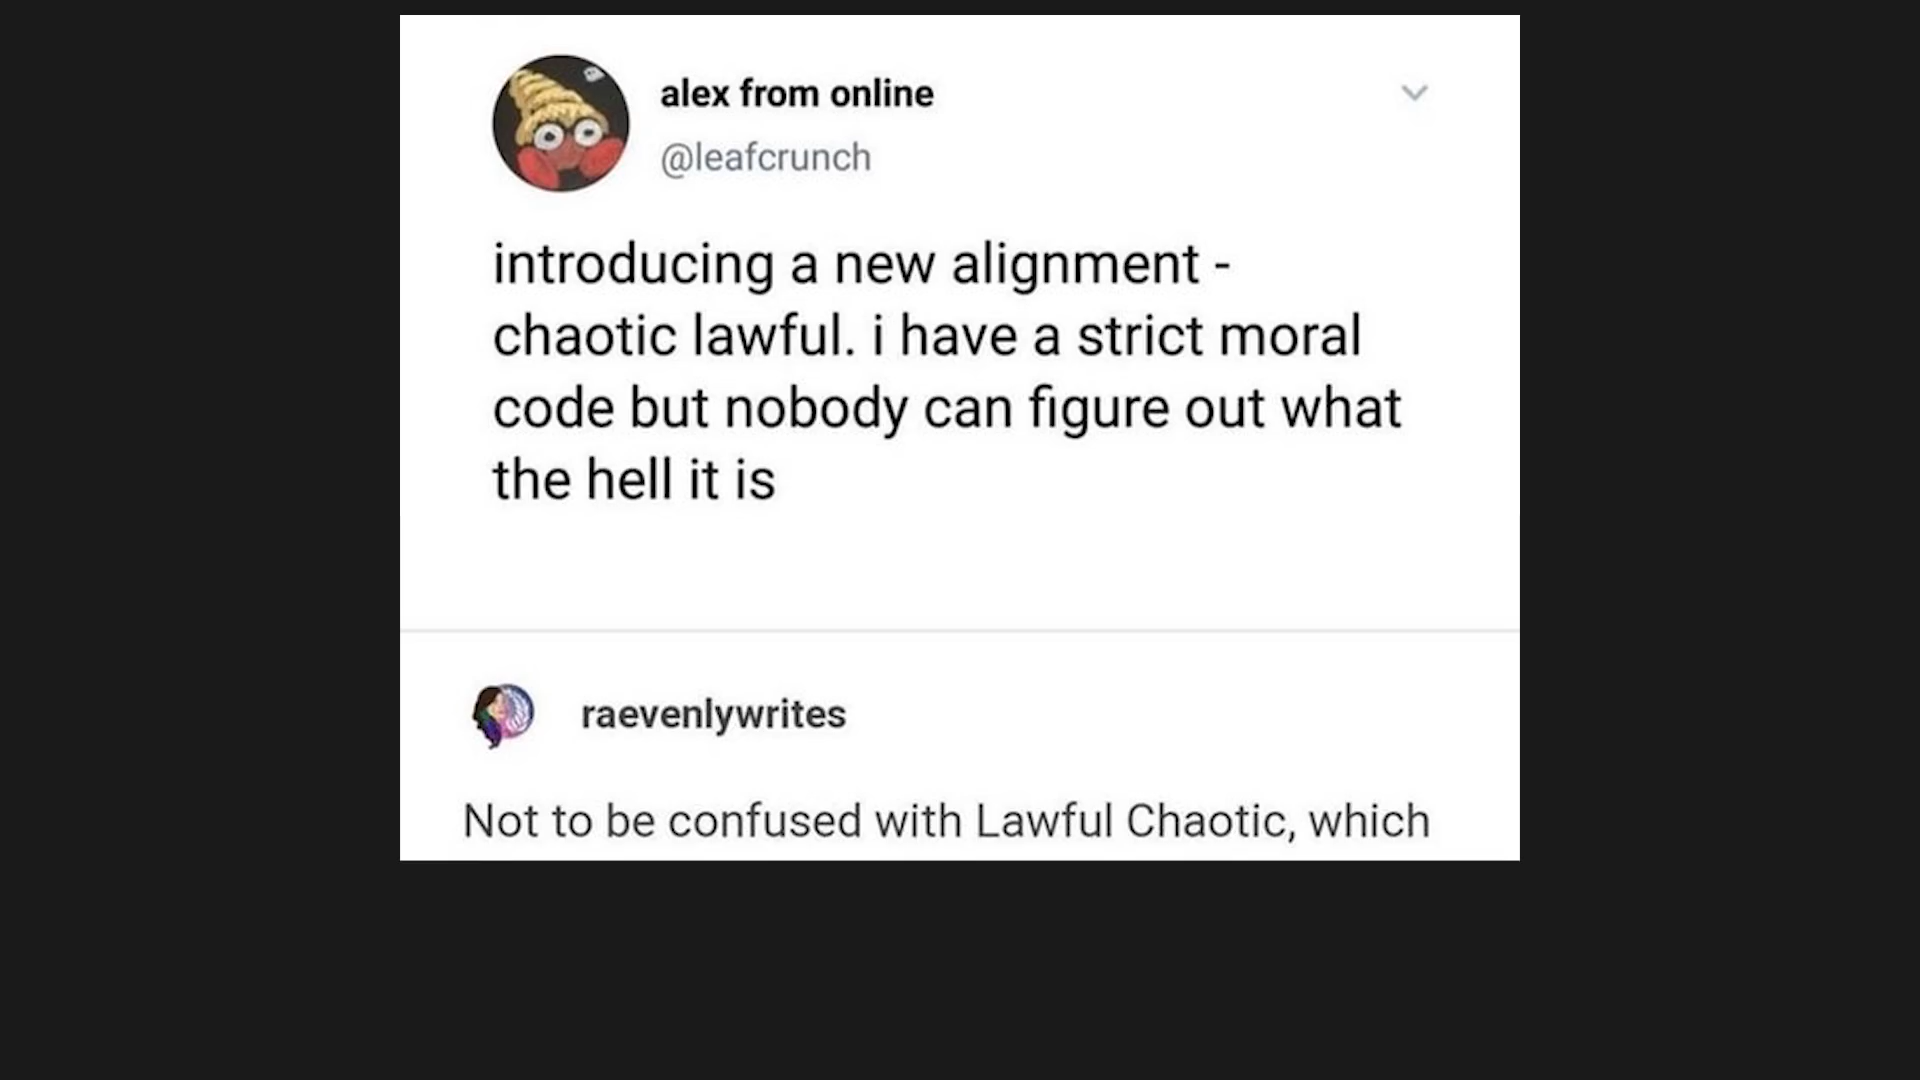 alex from online
@leafcrunch
introducing a new alignment -
chaotic lawful. i have a strict moral
code but nobody can figure out what
the hell it is
raevenlywrites
Not to be confused with Lawful Chaotic, which